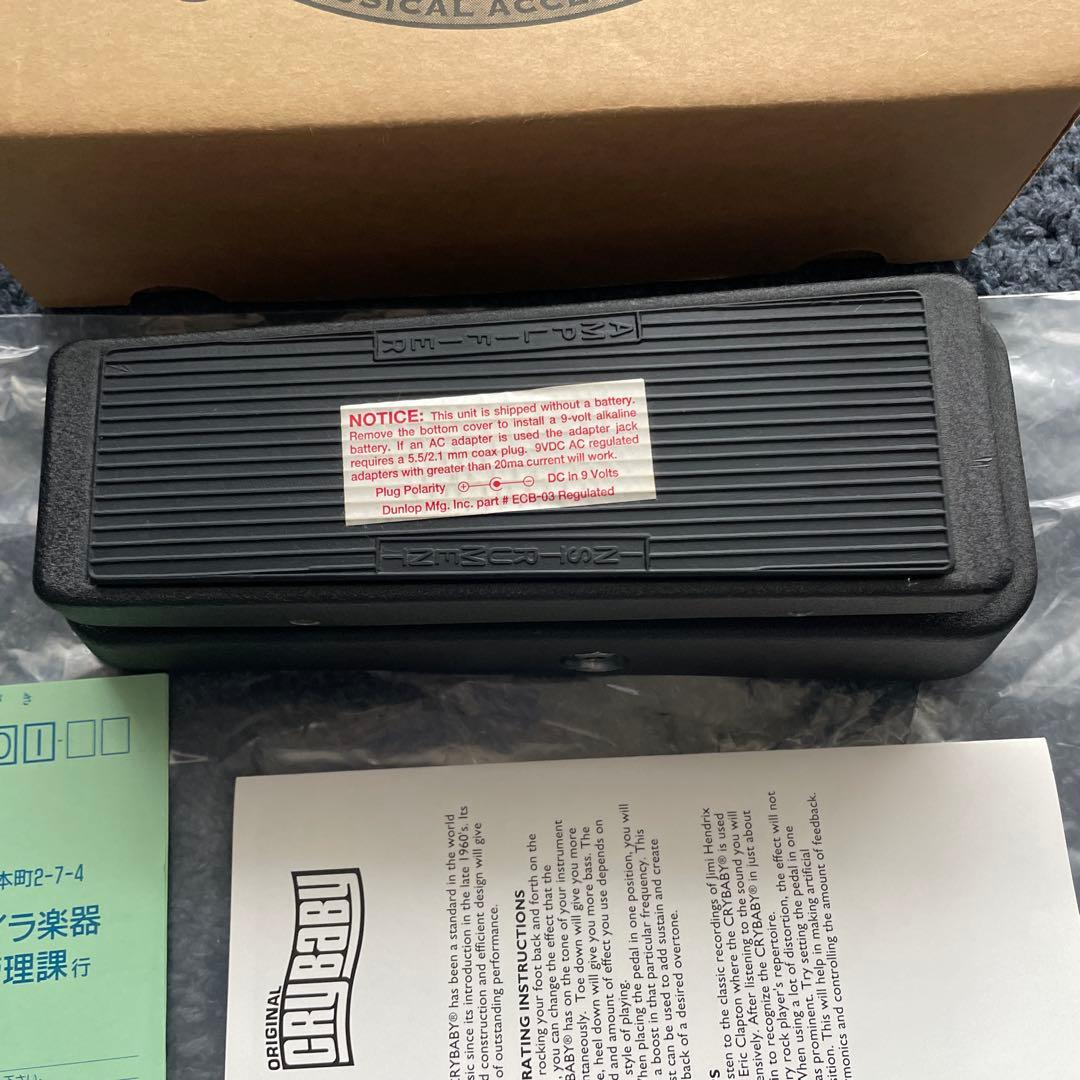 SICAL ACCE
AMPLIFIER
NOTICE: This unit is shipped without a battery.
Remove the bottom cover to install a 9-volt alkaline
battery. If an AC adapter is used the adapter jack
requires a 5.5/2.1 mm coax plug. 9VDC AC regulated
adapters with greater than 20ma current will work.
Plug Polarity + - DC in 9 Volts
Dunlop Mfg. Inc. part # ECB-03 Regulated
INSTRUMENT
01-
本町2-7-4
イラ楽器
理課行
下さい。
ORIGINAL
CRYBABY
CRYBABY® has been a standard in the world
sic since its introduction in the late 1960's. Its
d construction and efficient design will give
of outstanding performance.
RATING INSTRUCTIONS
rocking your foot back and forth on the
, you can change the effect that the
BABY® has on the tone of your instrument
ntaneously. Toe down will give you more
e, heel down will give you more bass. The
d and amount of effect you use depends on
style of playing.
hen placing the pedal in one position, you will
a boost in that particular frequency. This
st can be used to add sustain and create
back of a desired overtone.
S
sten to the classic recordings of Jimi Hendrix
Eric Clapton where the CRYBABY® is used
ensively. After listening to the sound you will
in to recognize the CRYBABY® in just about
ry rock player's repertoire.
When using a lot of distortion, the effect will not
as prominent. Try setting the pedal in one
sition. This will help in making artificial
monics and controlling the amount of feedback.